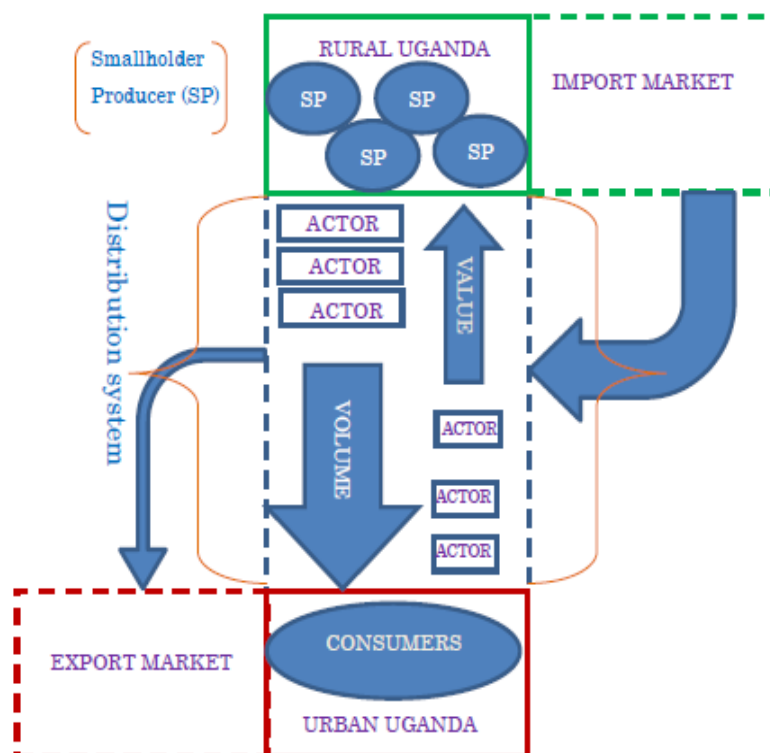 Smallholder
Producer (SP)
RURAL UGANDA
SP
SP
SP
SP
IMPORT MARKET
Distribution system
ACTOR
ACTOR
ACTOR
VALUE
VOLUME
ACTOR
ACTOR
ACTOR
EXPORT MARKET
CONSUMERS
URBAN UGANDA